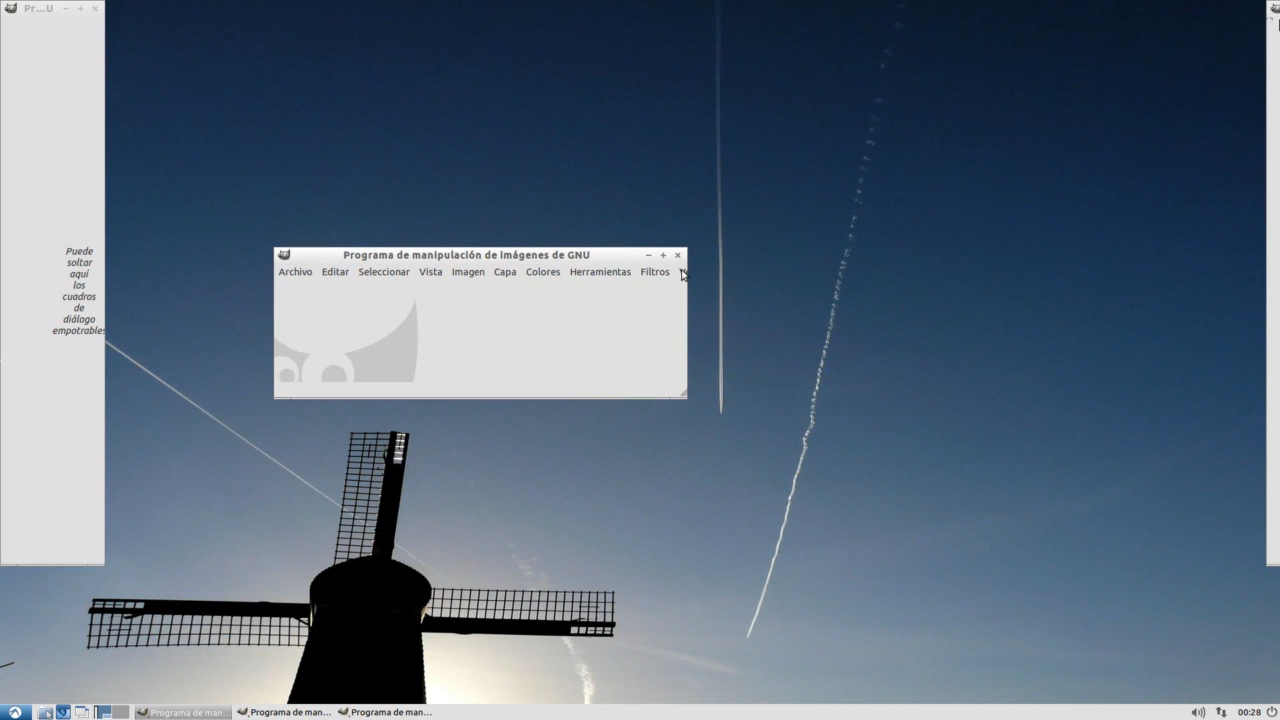 Pr...U
Puede
soltar
aquí
los
cuadros
de
diálogo
empotrables
Programa de manipulación de imágenes de GNU
Archivo Editar Seleccionar Vista Imagen Capa Colores Herramientas Filtros
Programa de man... Programa de man... Programa de man... 00:28